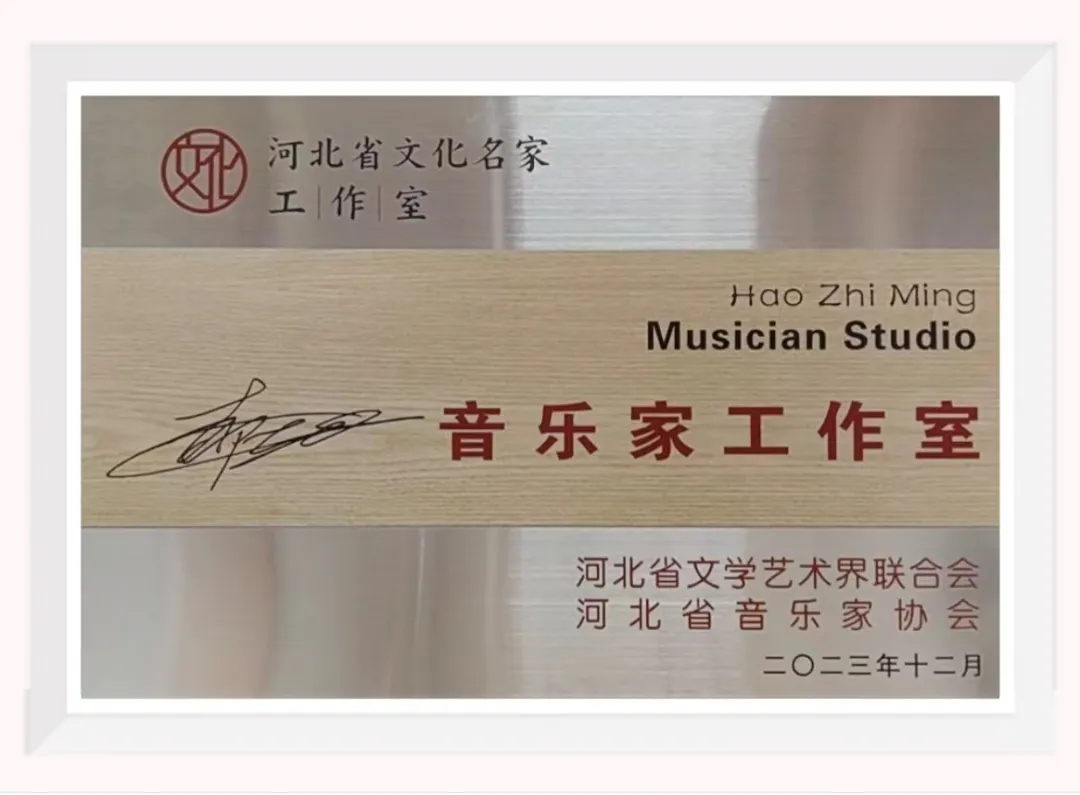 文化
河北省文化名家
工|作|室
Hao Zhi Ming
Musician Studio
音乐家工作室
河北省文学艺术界联合会
河北省音乐家协会
二〇二三年十二月